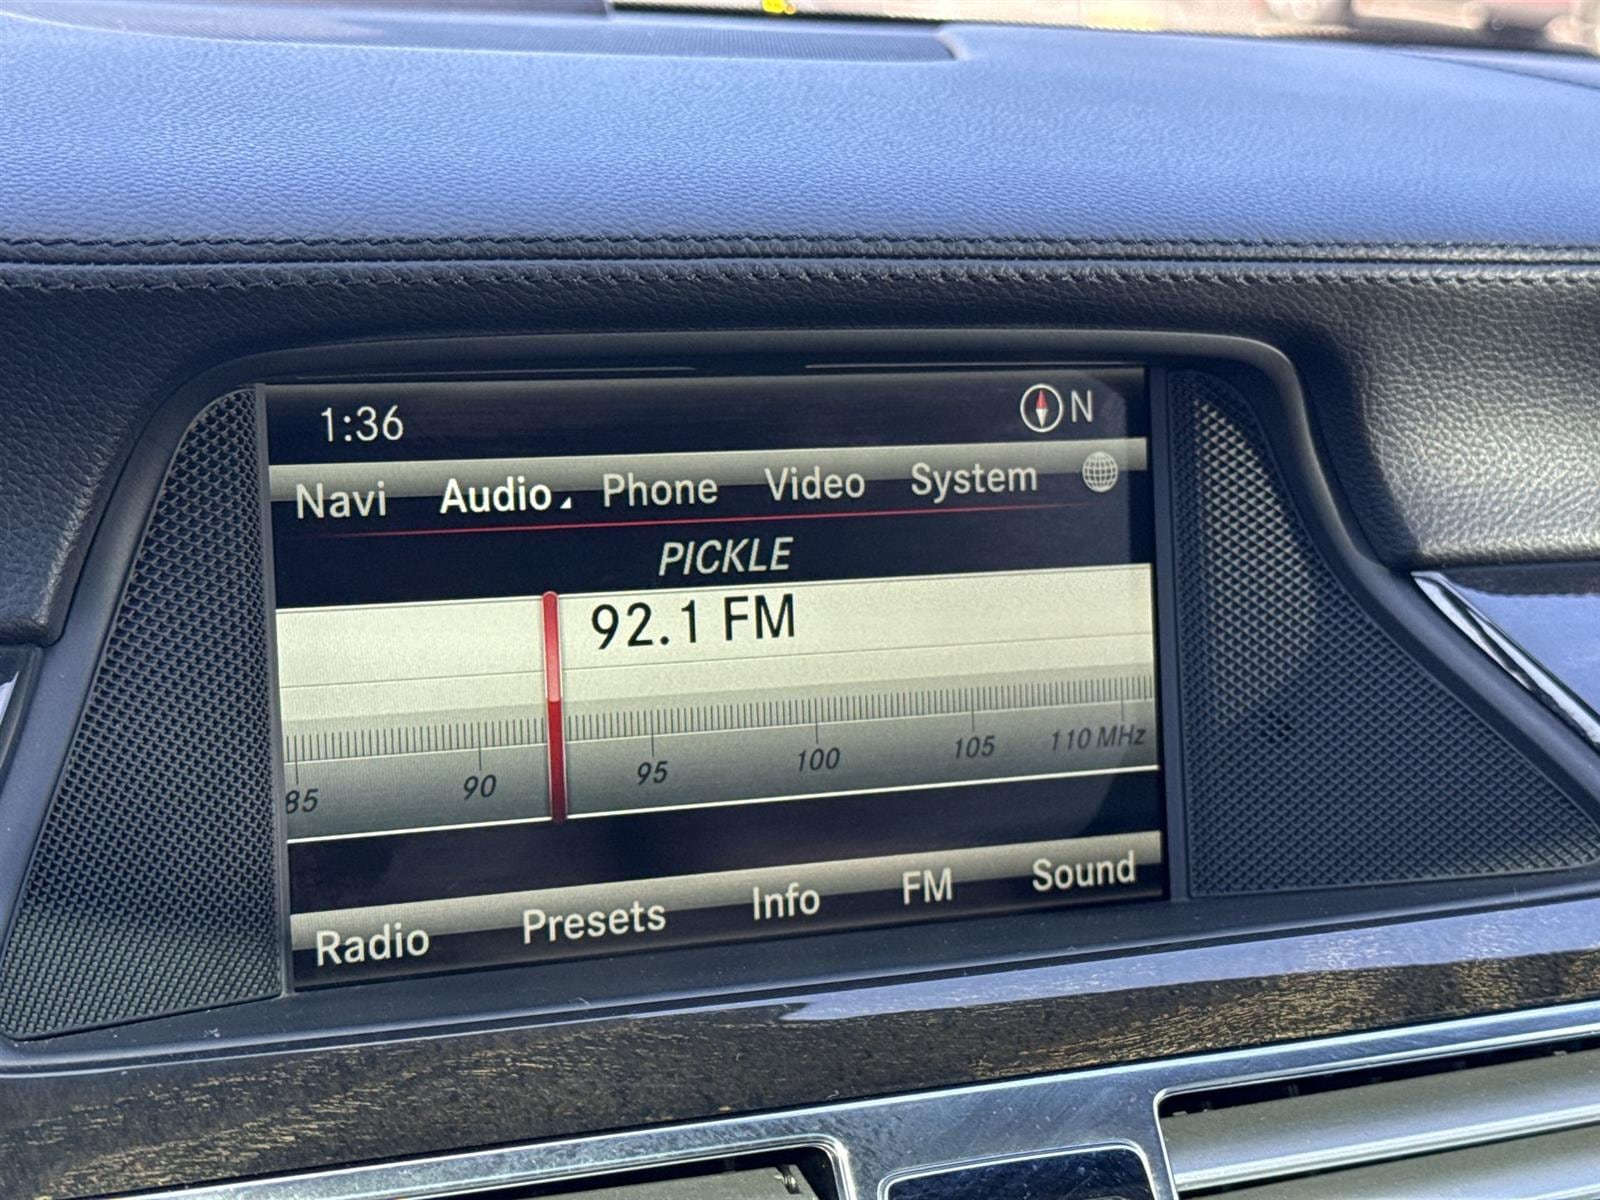 1:36 N
Navi Audio Phone Video System
PICKLE
92.1 FM
85 90 95 100 105 110 MHz
Radio Presets Info FM Sound